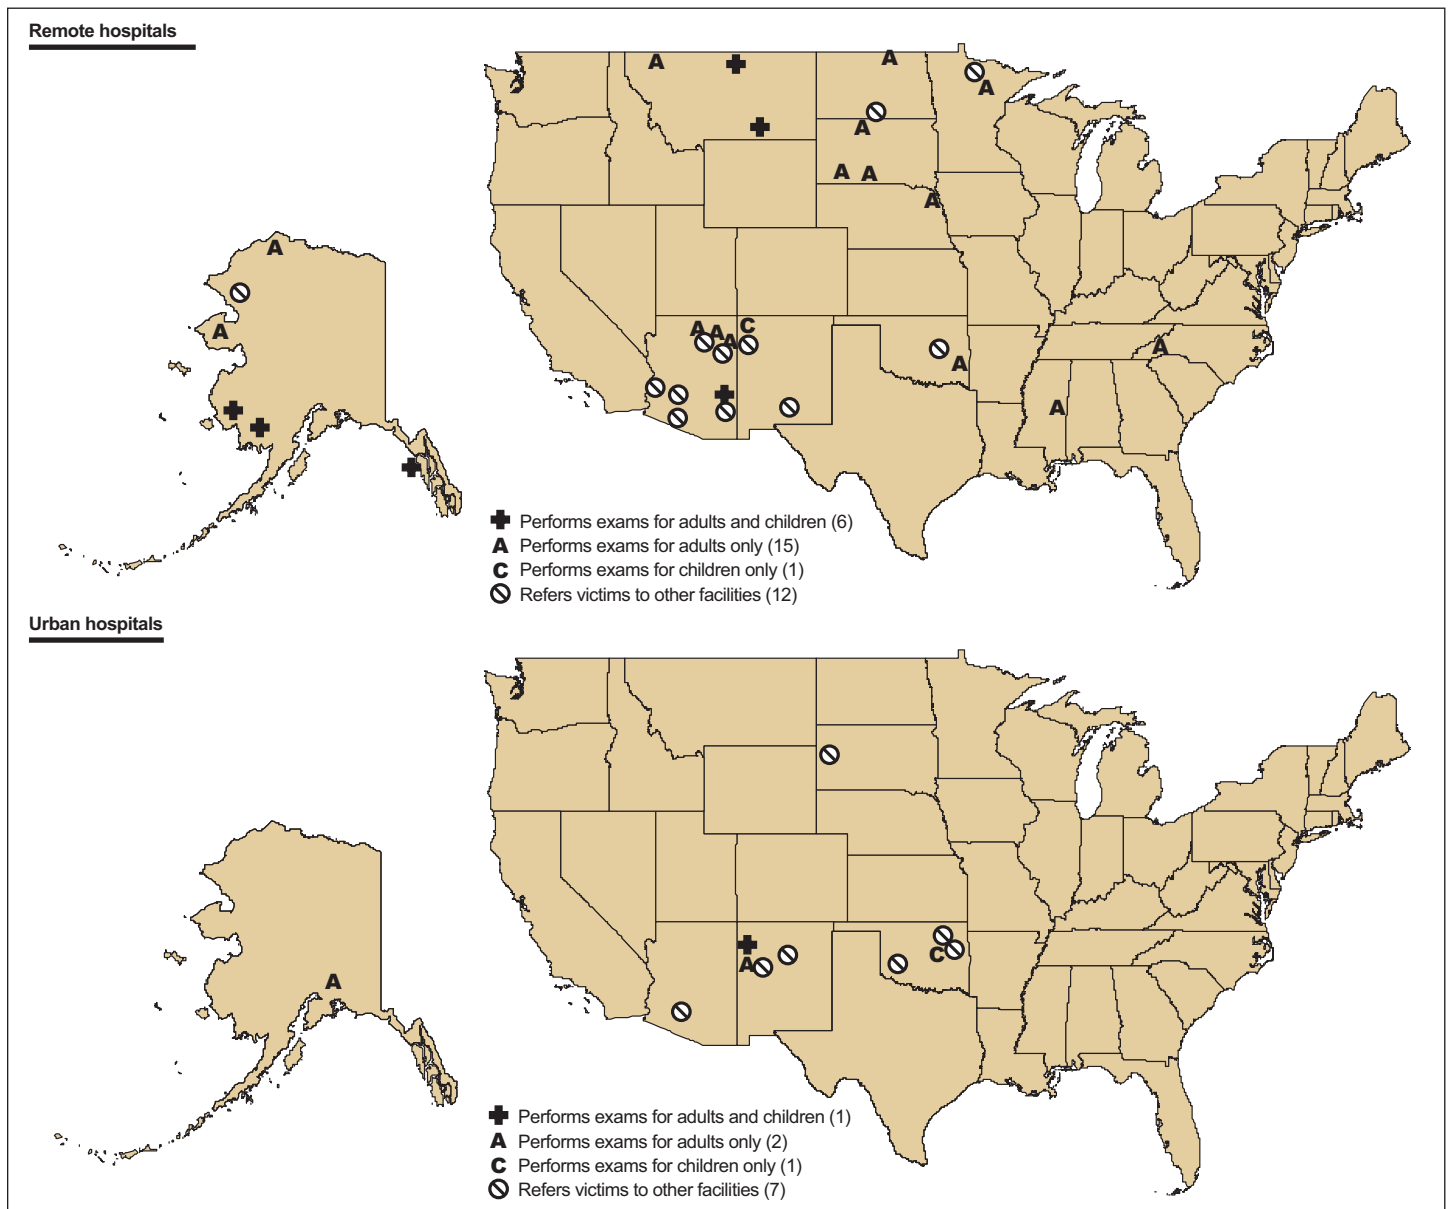 Remote hospitals
A
A
A
A
A
A
A
A
A
A
A
A
C
A
A
A
Performs exams for adults and children (6)
A Performs exams for adults only (15)
C Performs exams for children only (1)
Refers victims to other facilities (12)
Urban hospitals
C
A
A
Performs exams for adults and children (1)
A Performs exams for adults only (2)
C Performs exams for children only (1)
Refers victims to other facilities (7)